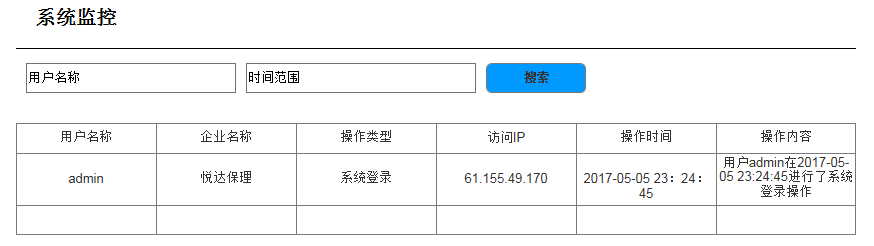 系统监控
用户名称 时间范围 搜索
用户名称 企业名称 操作类型 访问IP 操作时间 操作内容
admin 悦达保理 系统登录 61.155.49.170 2017-05-05 23：24：45 用户admin在2017-05-05 23:24:45进行了系统登录操作